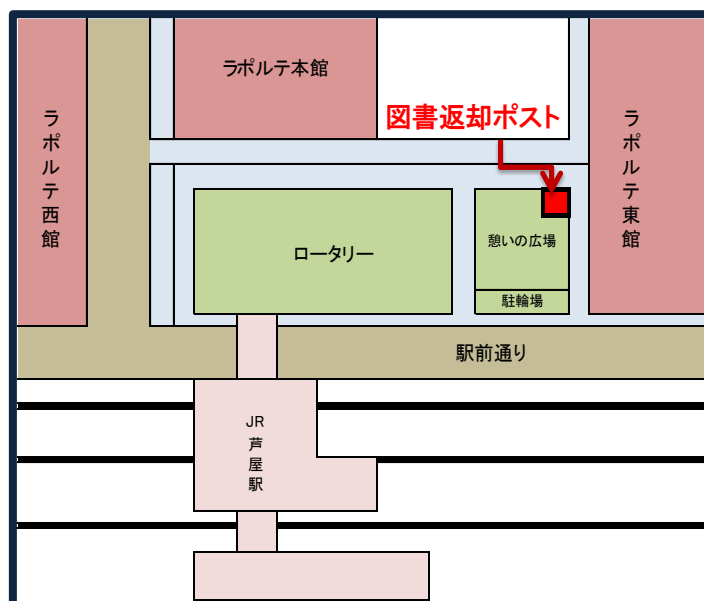 ラポルテ本館
図書返却ポスト
ラポルテ西館
ラポルテ東館
憩いの広場
ロータリー
駐輪場
駅前通り
JR
芦屋駅